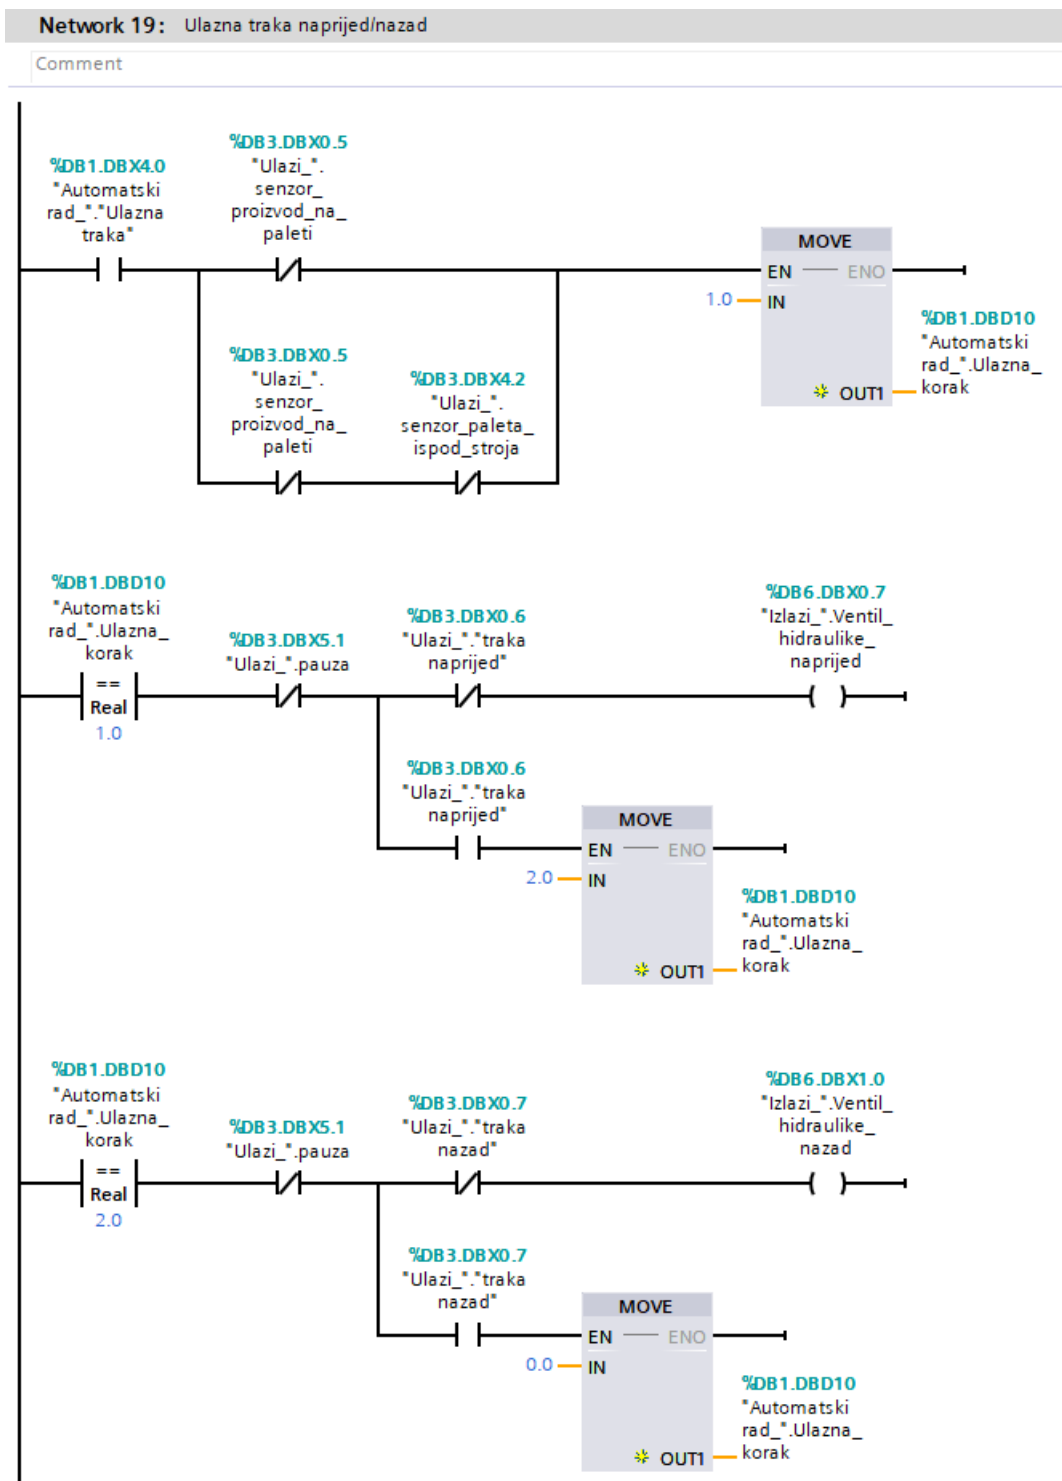 Network 19: Ulazna traka naprijed/nazad
Comment
%DB1.DBX4.0
"Automatski
rad_"."Ulazna
traka"
%DB3.DBX0.5
"Ulazi_".
senzor_
proizvod_na_
paleti
MOVE
EN
ENO
1.0
IN
OUT1
%DB1.DBD10
"Automatski
rad_".Ulazna_
korak
%DB3.DBX0.5
"Ulazi_".
senzor_
proizvod_na_
paleti
%DB3.DBX4.2
"Ulazi_".
senzor_paleta_
ispod_stroja
%DB1.DBD10
"Automatski
rad_".Ulazna_
korak
==
Real
1.0
%DB3.DBX5.1
"Ulazi_".pauza
%DB3.DBX0.6
"Ulazi_"."traka
naprijed"
%DB6.DBX0.7
"Izlazi_".Ventil_
hidraulike_
naprijed
%DB3.DBX0.6
"Ulazi_"."traka
naprijed"
MOVE
EN
ENO
2.0
IN
OUT1
%DB1.DBD10
"Automatski
rad_".Ulazna_
korak
%DB1.DBD10
"Automatski
rad_".Ulazna_
korak
==
Real
2.0
%DB3.DBX5.1
"Ulazi_".pauza
%DB3.DBX0.7
"Ulazi_"."traka
nazad"
%DB6.DBX1.0
"Izlazi_".Ventil_
hidraulike_
nazad
%DB3.DBX0.7
"Ulazi_"."traka
nazad"
MOVE
EN
ENO
0.0
IN
OUT1
%DB1.DBD10
"Automatski
rad_".Ulazna_
korak